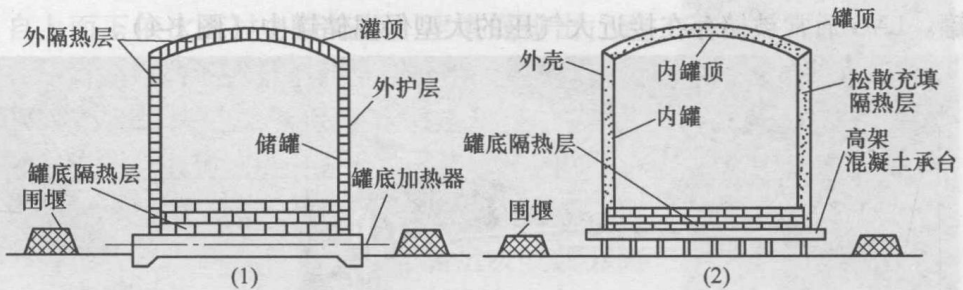 外隔热层
灌顶
外护层
储罐
罐底隔热层
围堰
罐底加热器
(1)
罐顶
外壳
内罐顶
松散充填
隔热层
内罐
罐底隔热层
高架
混凝土承台
围堰
(2)